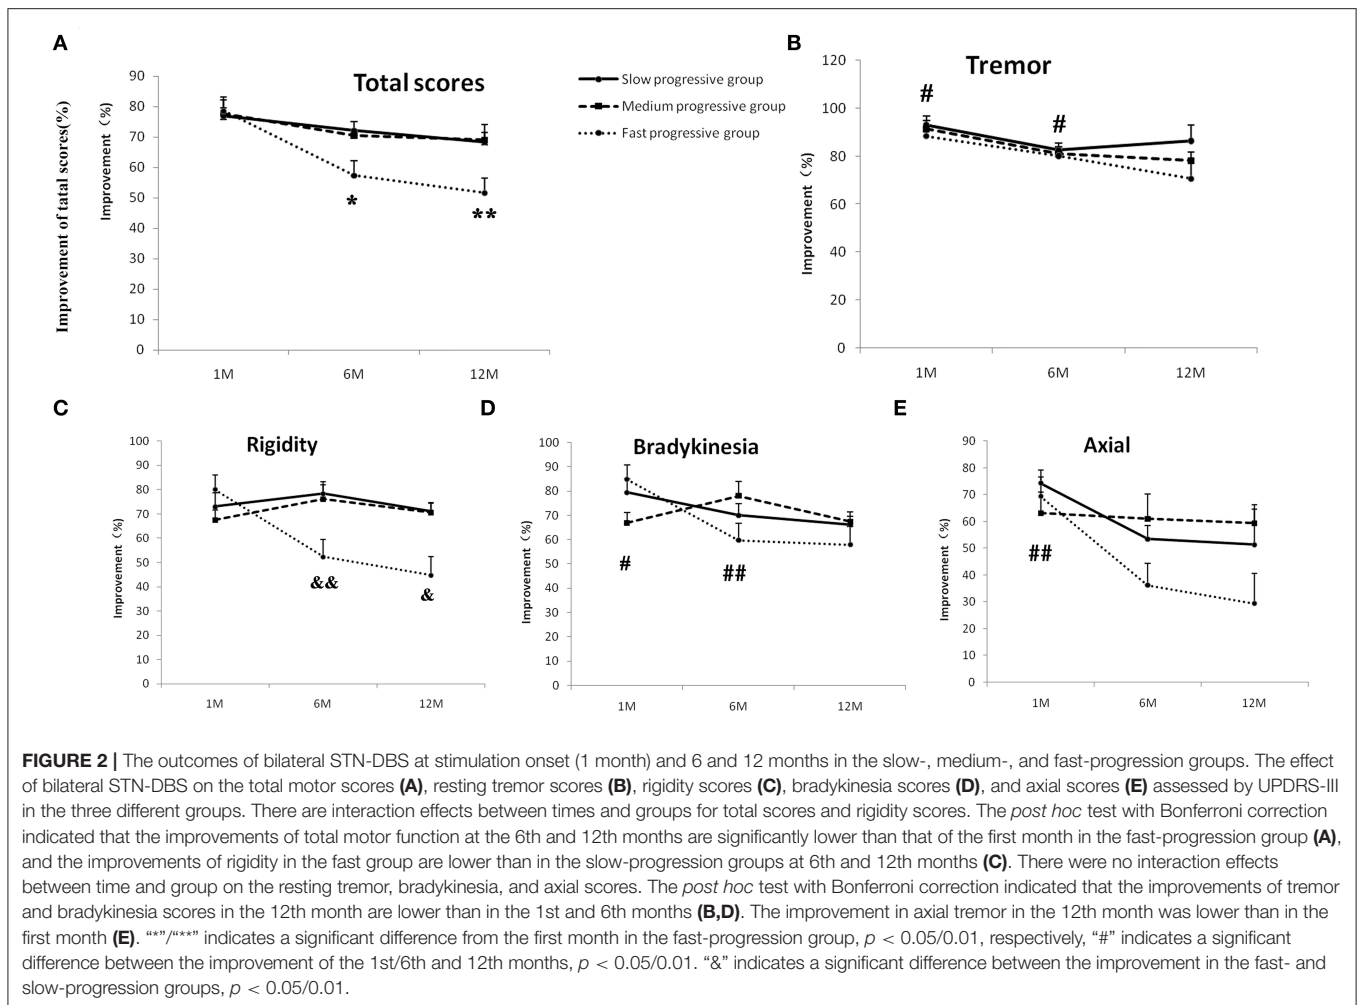 A
Total scores
Improvement of tatal scores(%)
Improvement (%)
90
80
70
60
50
40
30
20
10
0
*
**
1M
6M
12M
Slow progressive group
Medium progressive group
Fast progressive group
B
Tremor
Improvement (%)
120
100
80
60
40
20
0
#
#
1M
6M
12M
C
Rigidity
Improvement (%)
100
90
80
70
60
50
40
30
20
10
0
&&
&
1M
6M
12M
D
Bradykinesia
Improvement (%)
100
90
80
70
60
50
40
30
20
10
0
#
##
1M
6M
12M
E
Axial
Improvement (%)
90
80
70
60
50
40
30
20
10
0
##
1M
6M
12M
FIGURE 2 | The outcomes of bilateral STN-DBS at stimulation onset (1 month) and 6 and 12 months in the slow-, medium-, and fast-progression groups. The effect
of bilateral STN-DBS on the total motor scores (A), resting tremor scores (B), rigidity scores (C), bradykinesia scores (D), and axial scores (E) assessed by UPDRS-III
in the three different groups. There are interaction effects between times and groups for total scores and rigidity scores. The post hoc test with Bonferroni correction
indicated that the improvements of total motor function at the 6th and 12th months are significantly lower than that of the first month in the fast-progression group (A),
and the improvements of rigidity in the fast group are lower than in the slow-progression groups at 6th and 12th months (C). There were no interaction effects
between time and group on the resting tremor, bradykinesia, and axial scores. The post hoc test with Bonferroni correction indicated that the improvements of tremor
and bradykinesia scores in the 12th month are lower than in the 1st and 6th months (B,D). The improvement in axial tremor in the 12th month was lower than in the
first month (E). “*”/“**” indicates a significant difference from the first month in the fast-progression group, p < 0.05/0.01, respectively, “#” indicates a significant
difference between the improvement of the 1st/6th and 12th months, p < 0.05/0.01. “&” indicates a significant difference between the improvement in the fast- and
slow-progression groups, p < 0.05/0.01.